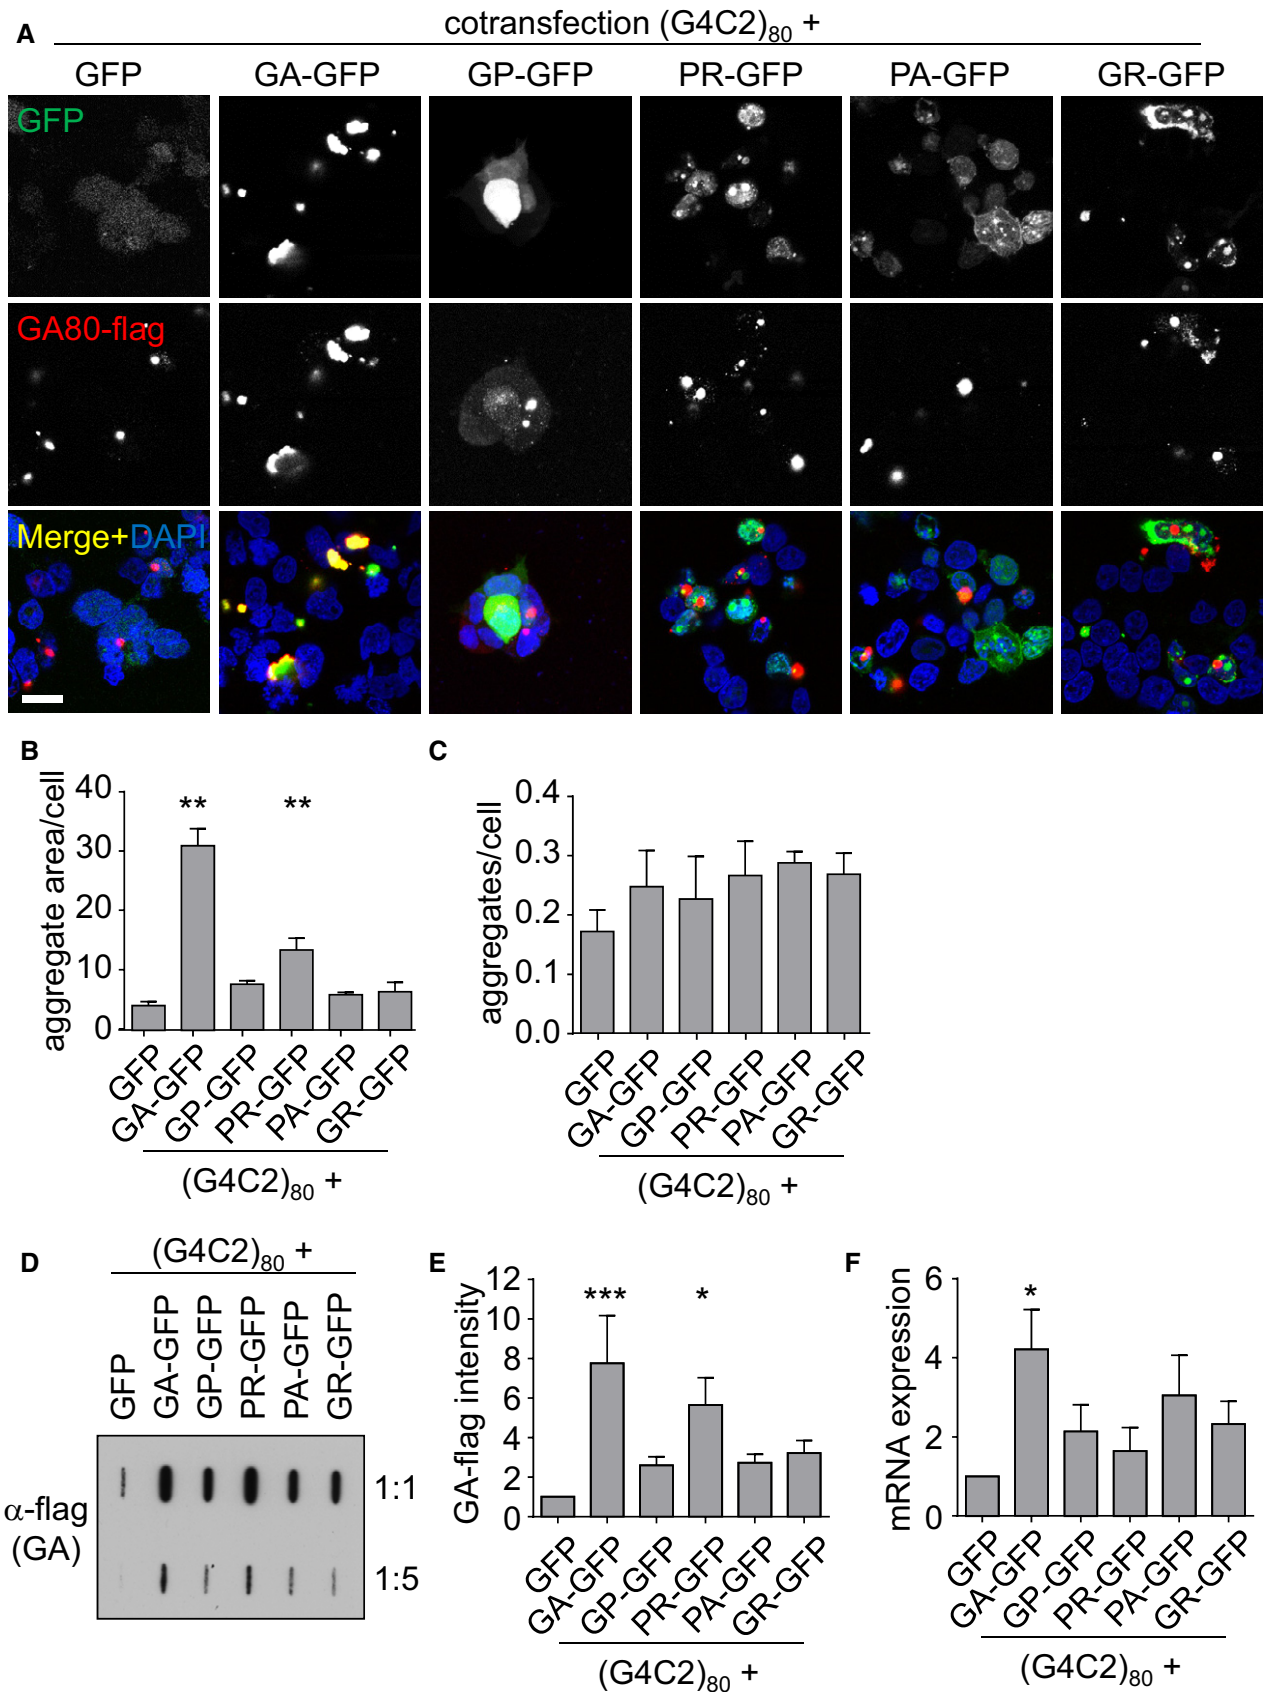 A
cotransfection (G4C2)80 +
GFP GA-GFP GP-GFP PR-GFP PA-GFP GR-GFP
GFP
GA80-flag
Merge+DAPI
B
aggregate area/cell
40
30
20
10
0
GFP
GA-GFP
GP-GFP
PR-GFP
PA-GFP
GR-GFP
** **
(G4C2)80 +
C
aggregates/cell
0.4
0.3
0.2
0.1
0.0
GFP
GA-GFP
GP-GFP
PR-GFP
PA-GFP
GR-GFP
(G4C2)80 +
D
(G4C2)80 +
GFP
GA-GFP
GP-GFP
PR-GFP
PA-GFP
GR-GFP
α-flag
(GA)
1:1
1:5
E
GA-flag intensity
12
10
8
6
4
2
0
*** *
GFP
GA-GFP
GP-GFP
PR-GFP
PA-GFP
GR-GFP
(G4C2)80 +
F
mRNA expression
6
4
2
0
*
GFP
GA-GFP
GP-GFP
PR-GFP
PA-GFP
GR-GFP
(G4C2)80 +